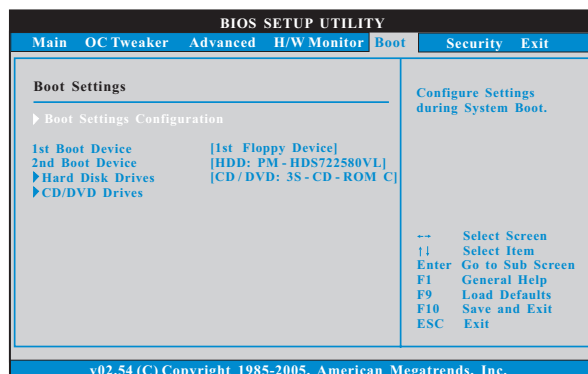 BIOS SETUP UTILITY
Main OC Tweaker Advanced H/W Monitor Boot Security Exit
Boot Settings
Boot Settings Configuration
1st Boot Device [1st Floppy Device]
2nd Boot Device [HDD: PM - HDS722580VL]
Hard Disk Drives [CD / DVD: 3S - CD - ROM C]
CD/DVD Drives
Configure Settings
during System Boot.
←→ Select Screen
↑↓ Select Item
Enter Go to Sub Screen
F1 General Help
F9 Load Defaults
F10 Save and Exit
ESC Exit
v02.54 (C) Copyright 1985-2005, American Megatrends, Inc.